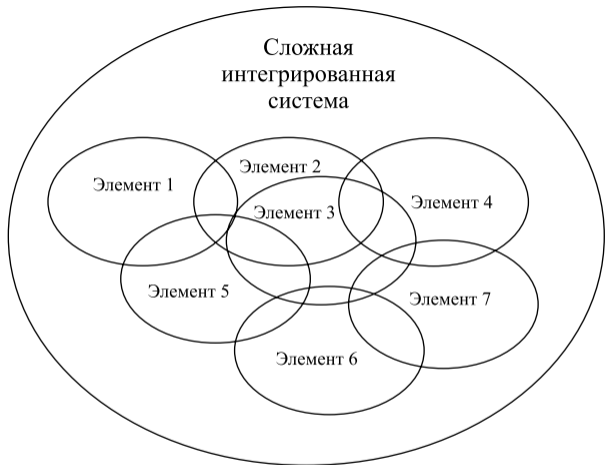 Сложная
интегрированная
система
Элемент 1
Элемент 2
Элемент 3
Элемент 4
Элемент 5
Элемент 6
Элемент 7